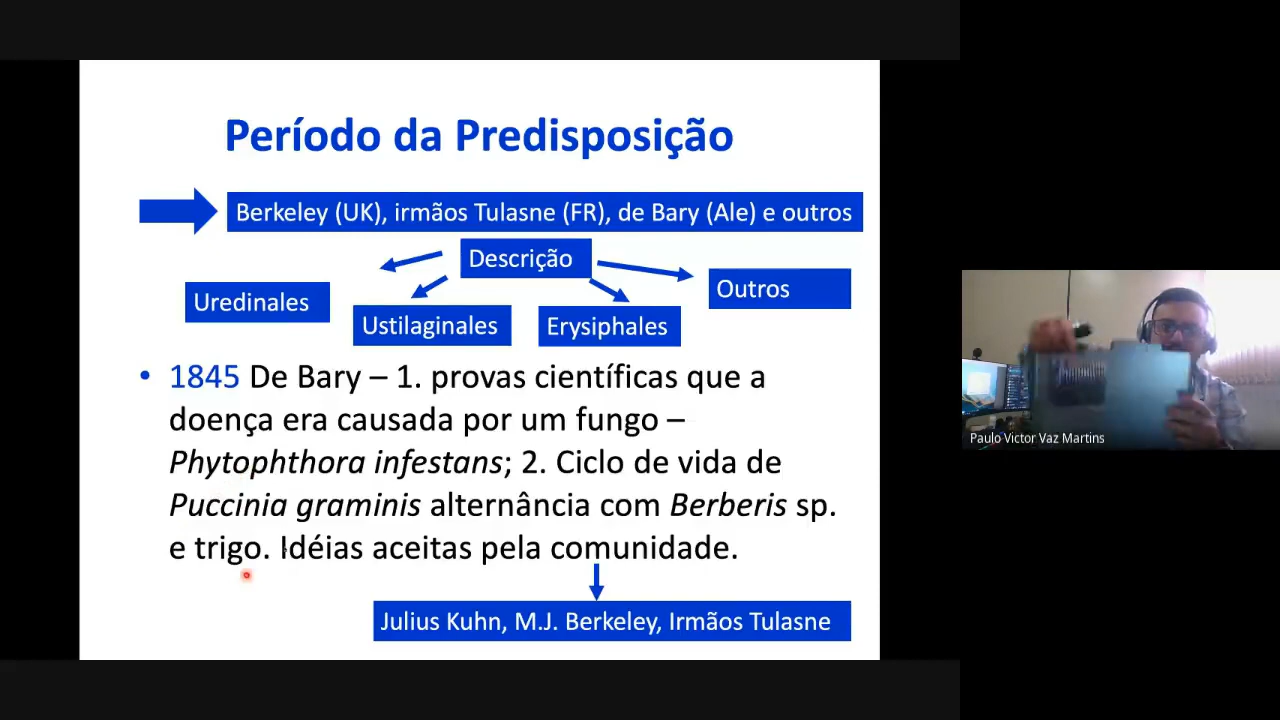 Período da Predisposição
Berkeley (UK), irmãos Tulasne (FR), de Bary (Ale) e outros
Descrição
Uredinales
Ustilaginales
Erysiphales
Outros
• 1845 De Bary – 1. provas científicas que a
doença era causada por um fungo –
Phytophthora infestans; 2. Ciclo de vida de
Puccinia graminis alternância com Berberis sp.
e trigo. Idéias aceitas pela comunidade.
Julius Kuhn, M.J. Berkeley, Irmãos Tulasne
Paulo Victor Vaz Martins